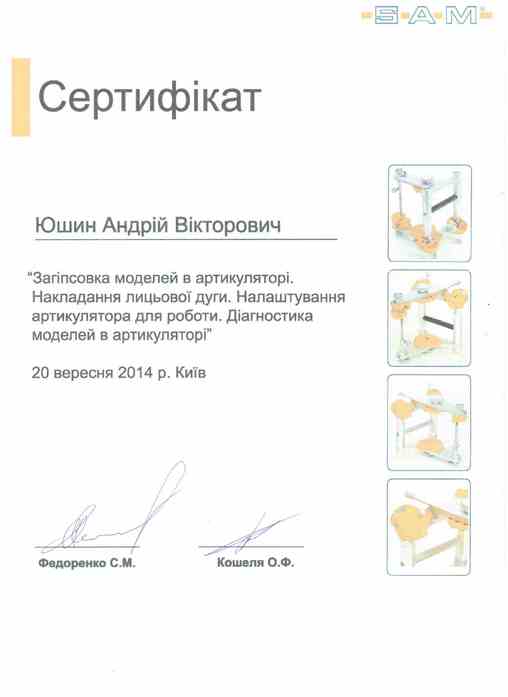 SAM
Сертифікат
Юшин Андрій Вікторович
“Загіпсовка моделей в артикуляторі.
Накладання лицьової дуги. Налаштування
артикулятора для роботи. Діагностика
моделей в артикуляторі”
20 вересня 2014 р. Київ
Федоренко С.М.
Кошеля О.Ф.